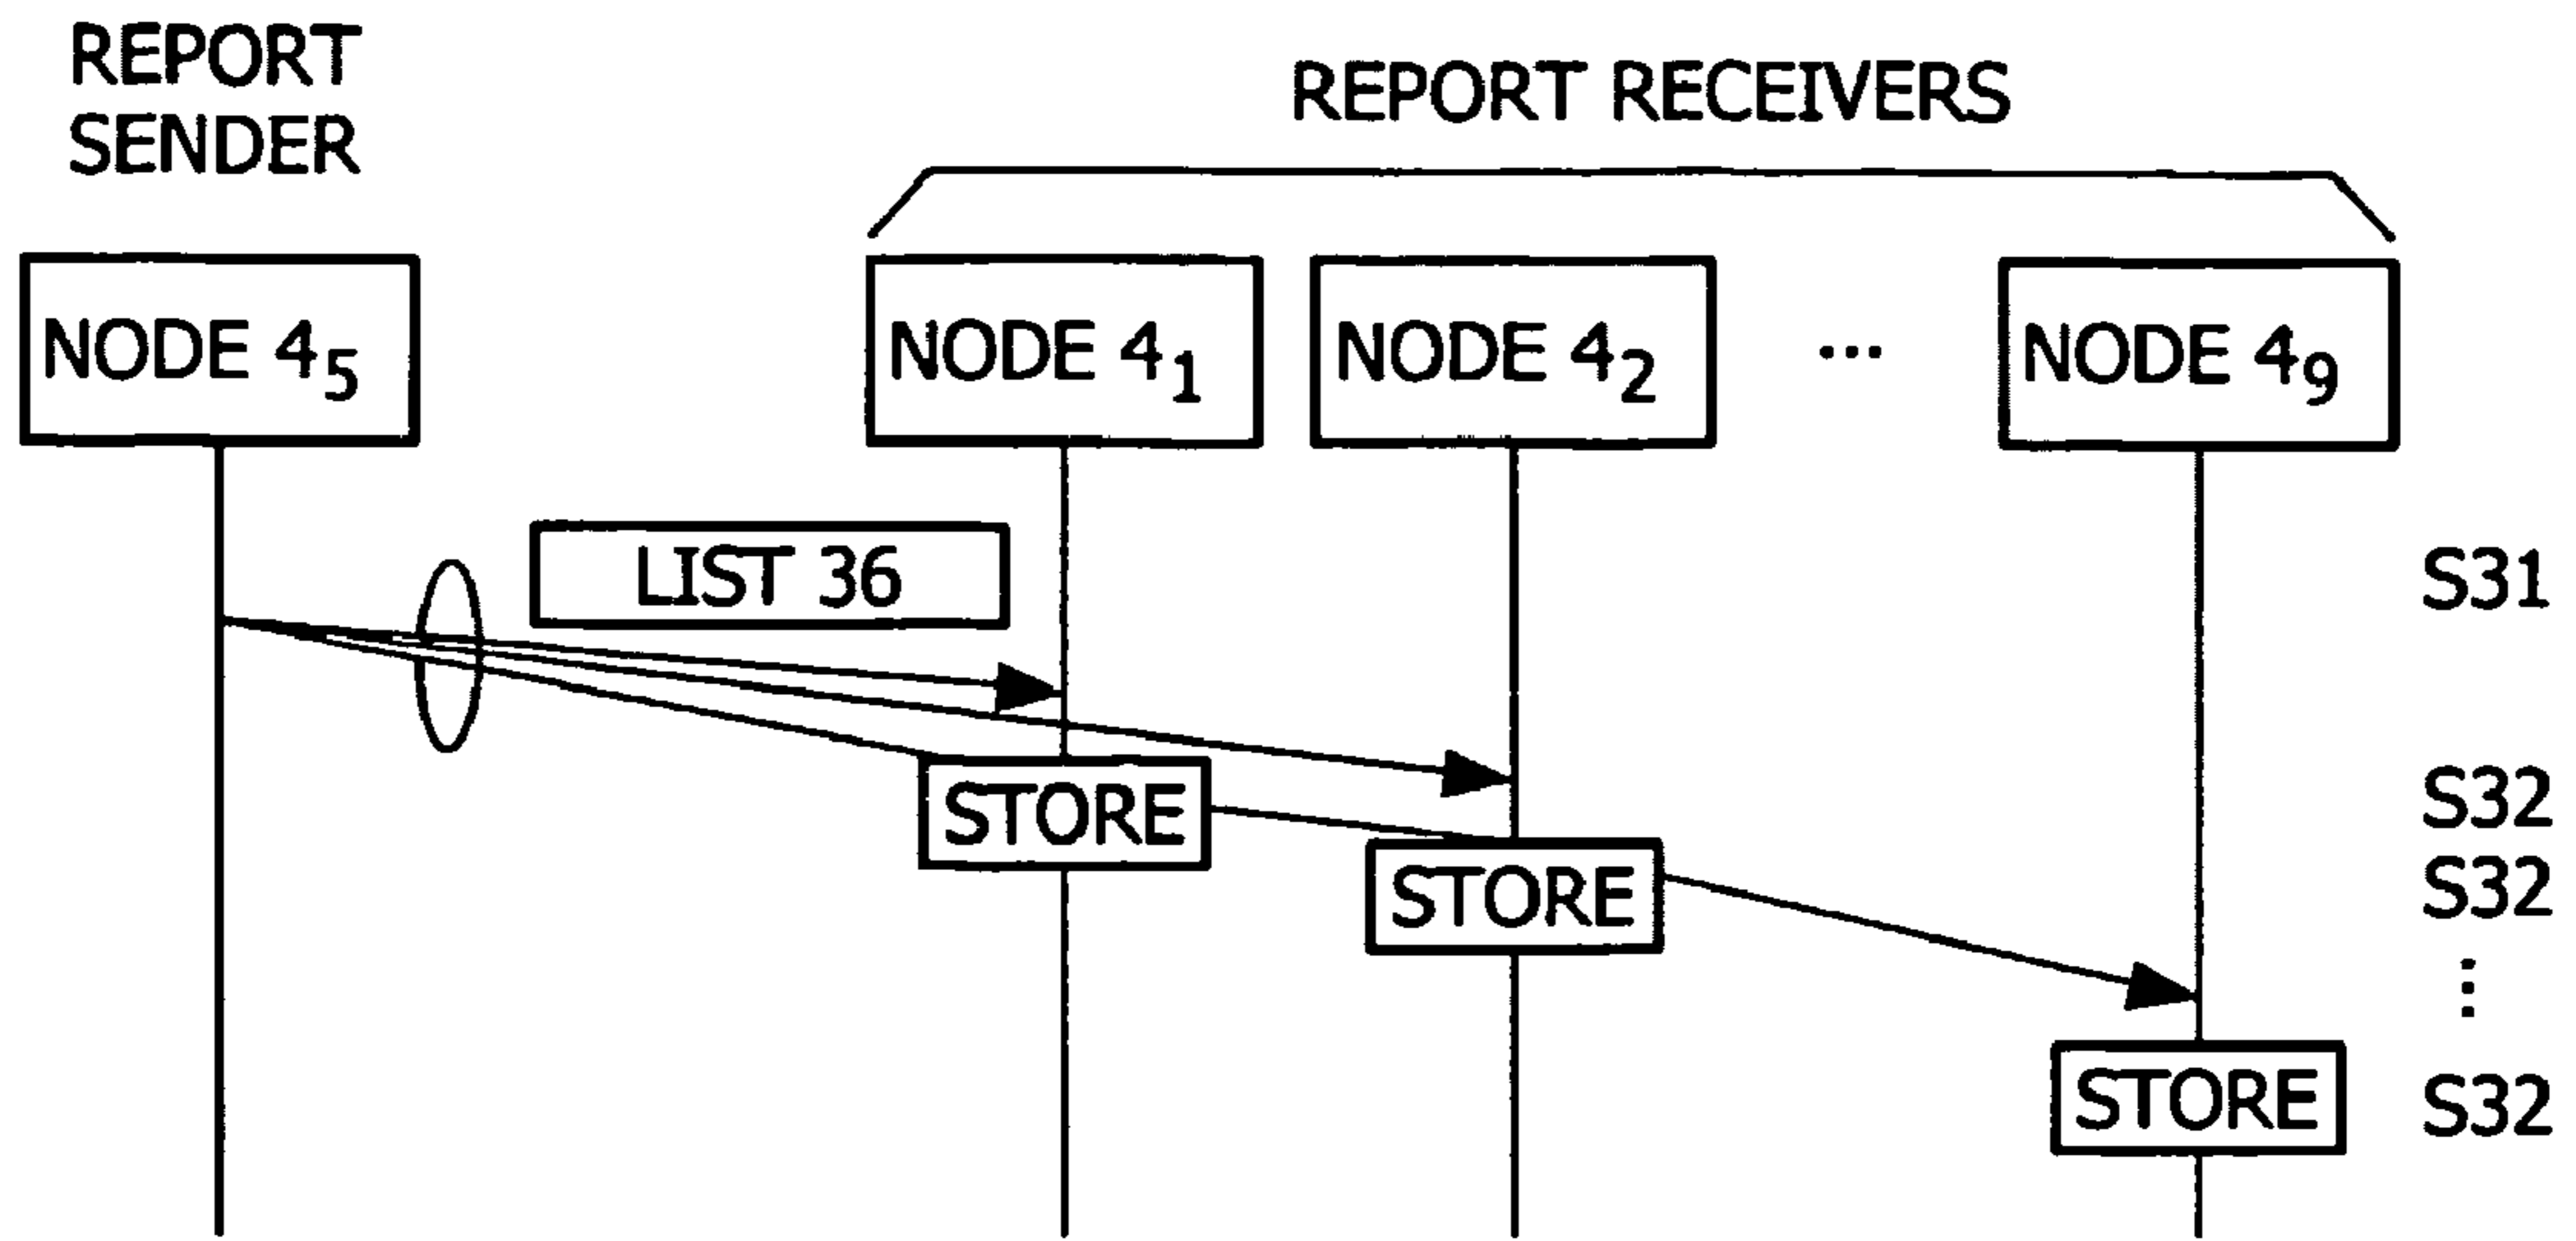 REPORT
SENDER
REPORT RECEIVERS
NODE 4₅
NODE 4₁
NODE 4₂
...
NODE 4₉
LIST 36
S31
STORE
S32
STORE
S32
⋮
STORE
S32